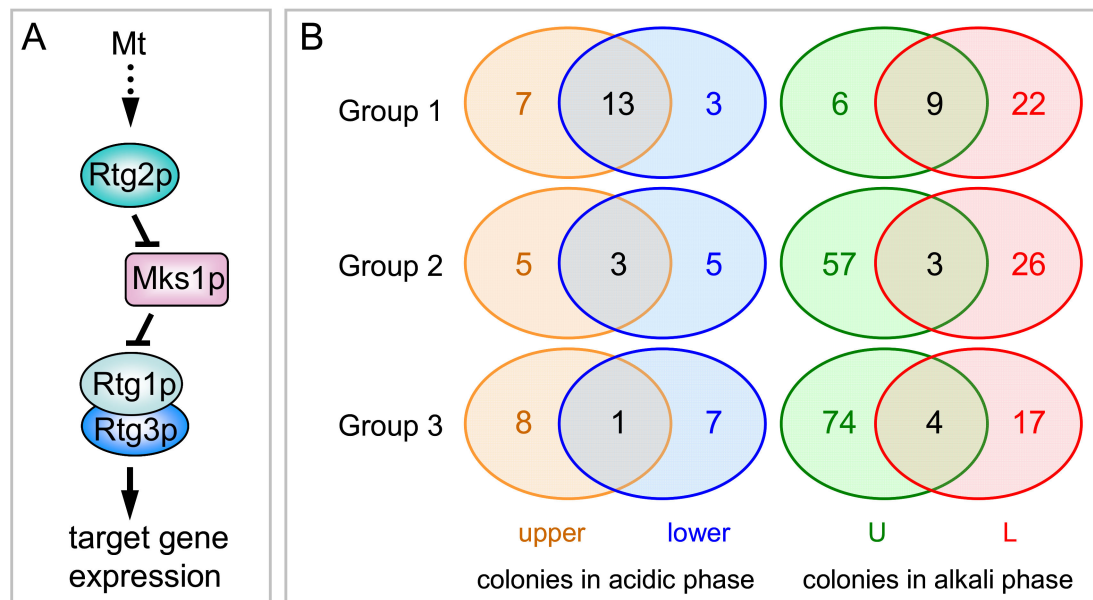 A
Mt
Rtg2p
Mks1p
Rtg1p
Rtg3p
target gene
expression
B
Group 1
7 13 3 6 9 22
Group 2
5 3 5 57 3 26
Group 3
8 1 7 74 4 17
upper lower U L
colonies in acidic phase colonies in alkali phase